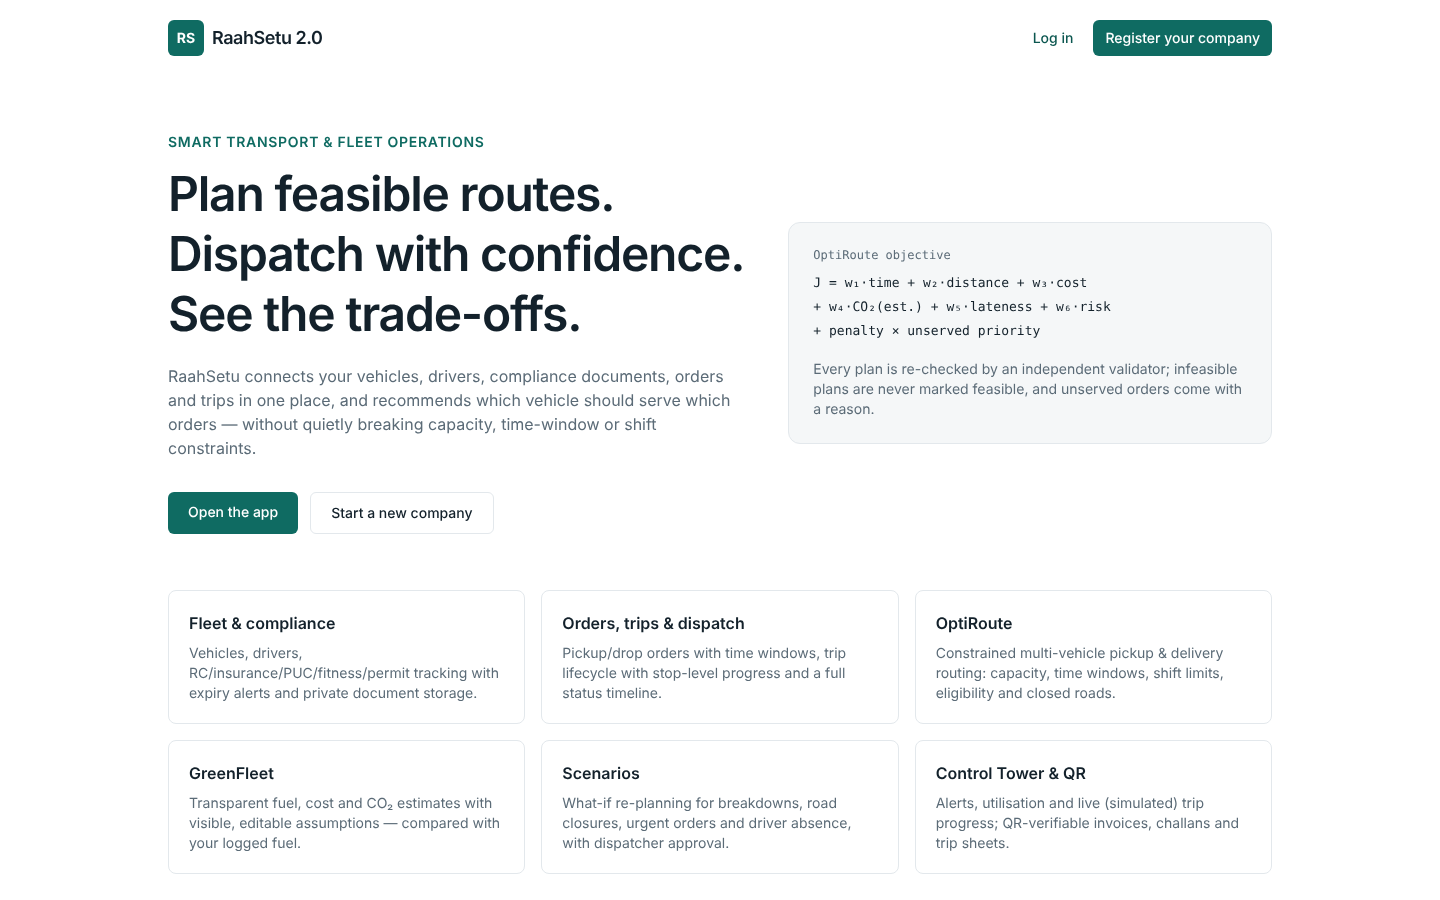 RS RaahSetu 2.0
Log in
Register your company
SMART TRANSPORT & FLEET OPERATIONS
Plan feasible routes.
Dispatch with confidence.
See the trade-offs.
RaahSetu connects your vehicles, drivers, compliance documents, orders
and trips in one place, and recommends which vehicle should serve which
orders — without quietly breaking capacity, time-window or shift
constraints.
Open the app
Start a new company
OptiRoute objective
J = w₁·time + w₂·distance + w₃·cost
+ w₄·CO₂(est.) + w₅·lateness + w₆·risk
+ penalty × unserved priority
Every plan is re-checked by an independent validator; infeasible
plans are never marked feasible, and unserved orders come with
a reason.
Fleet & compliance
Vehicles, drivers,
RC/insurance/PUC/fitness/permit tracking with
expiry alerts and private document storage.
Orders, trips & dispatch
Pickup/drop orders with time windows, trip
lifecycle with stop-level progress and a full
status timeline.
OptiRoute
Constrained multi-vehicle pickup & delivery
routing: capacity, time windows, shift limits,
eligibility and closed roads.
GreenFleet
Transparent fuel, cost and CO₂ estimates with
visible, editable assumptions — compared with
your logged fuel.
Scenarios
What-if re-planning for breakdowns, road
closures, urgent orders and driver absence,
with dispatcher approval.
Control Tower & QR
Alerts, utilisation and live (simulated) trip
progress; QR-verifiable invoices, challans and
trip sheets.